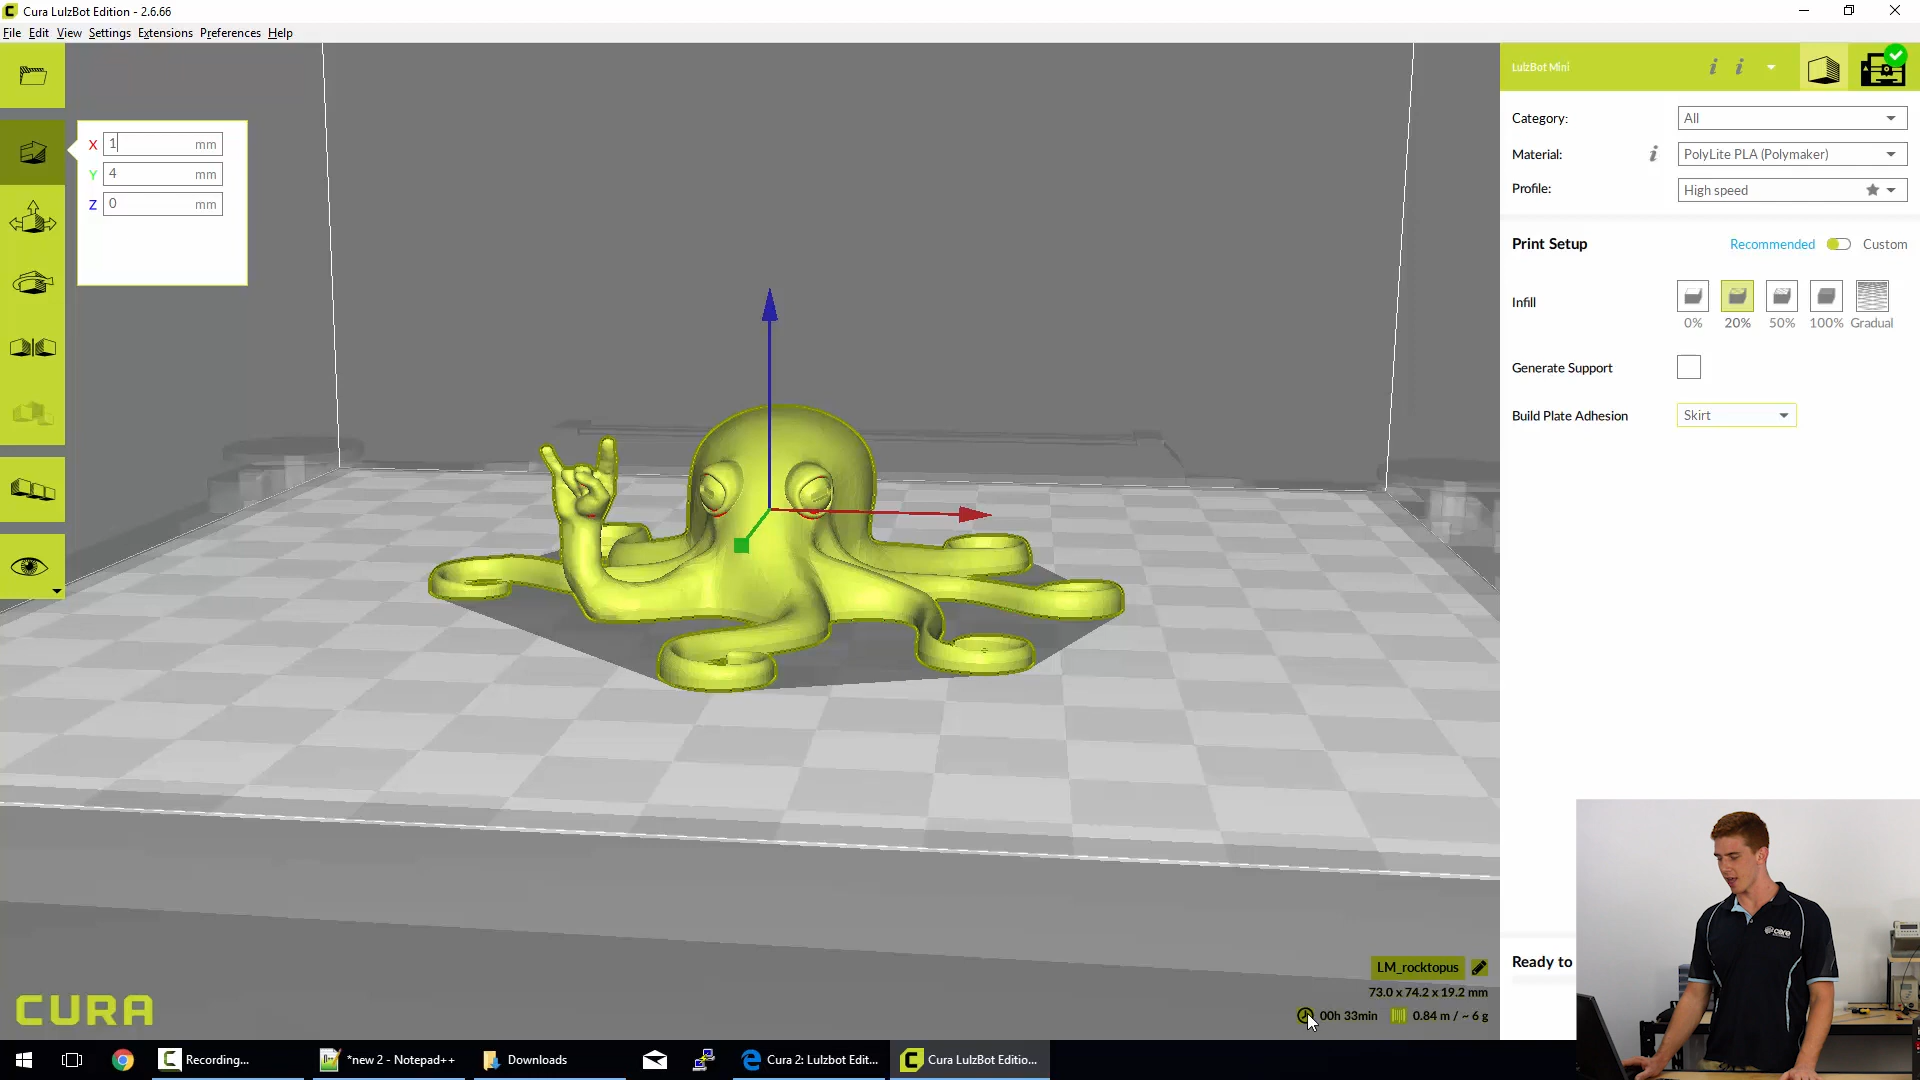 Cura LulzBot Edition - 2.6.66
File Edit View Settings Extensions Preferences Help
X 1 mm
Y 4 mm
Z 0 mm
LulzBot Mini
Category: All
Material: PolyLite PLA (Polymaker)
Profile: High speed
Print Setup Recommended Custom
Infill
0% 20% 50% 100% Gradual
Generate Support
Build Plate Adhesion Skirt
Ready to
LM_rocktopus
73.0 x 74.2 x 19.2 mm
00h 33min 0.84 m / ~ 6 g
CURA
core
Recording...
*new 2 - Notepad++
Downloads
Cura 2: Lulzbot Edit...
Cura LulzBot Editio...